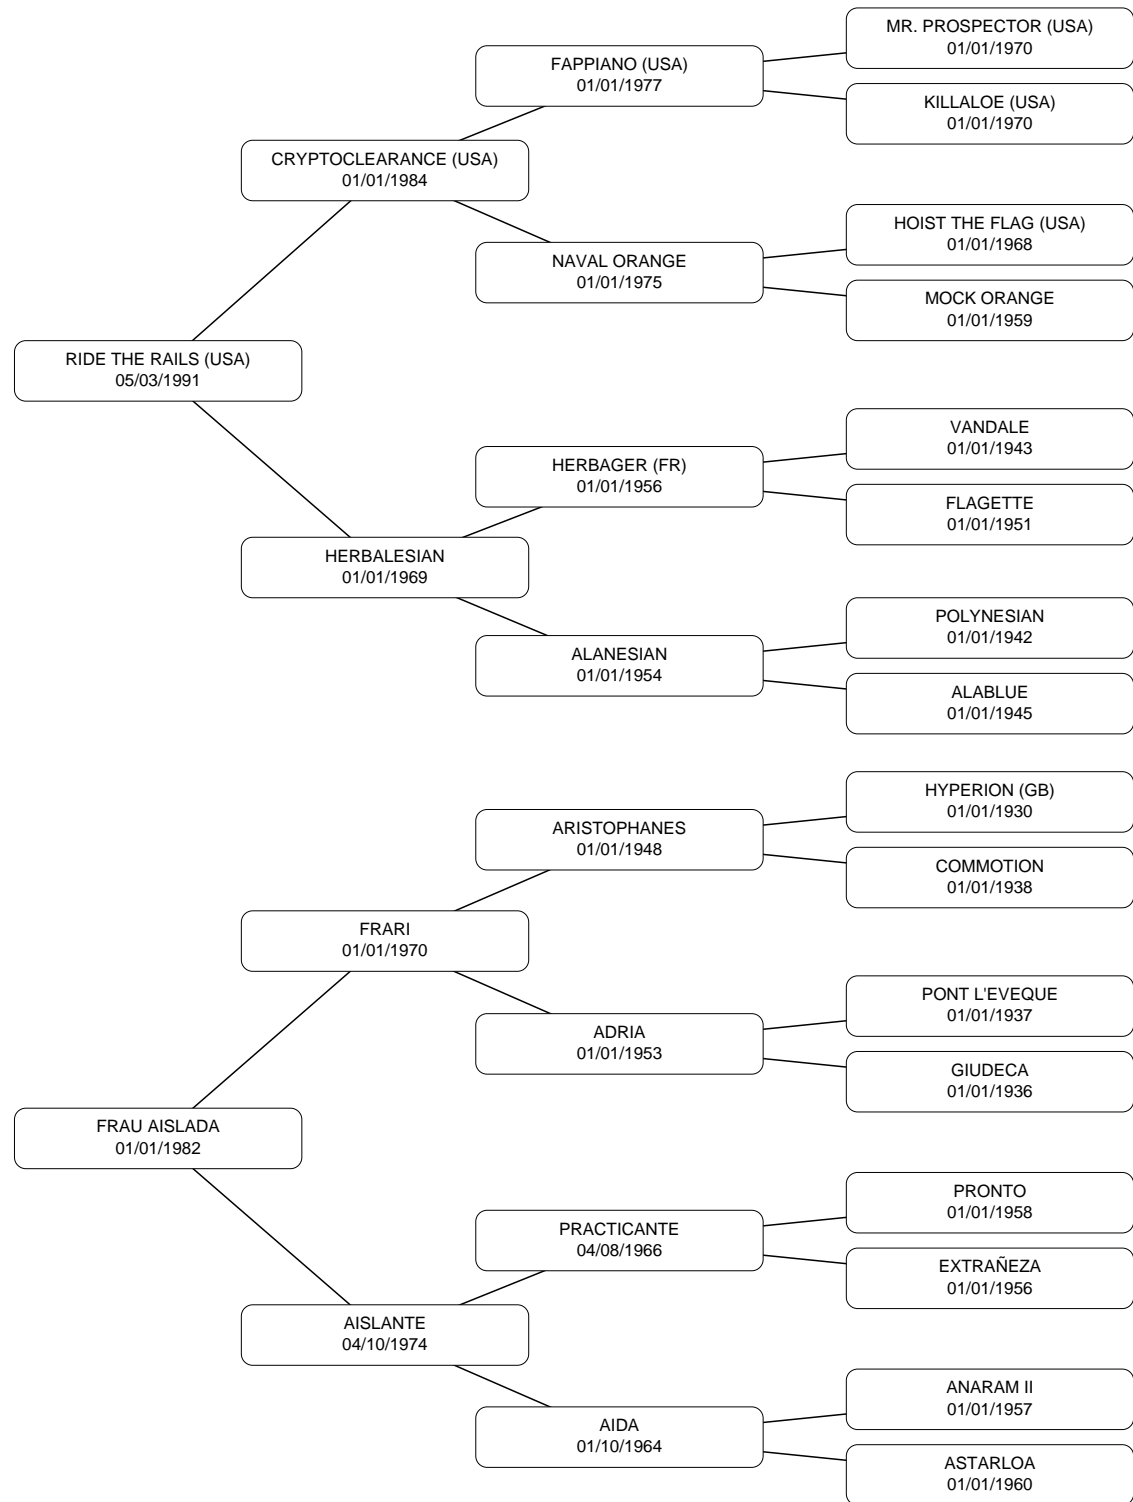 MR. PROSPECTOR (USA)
01/01/1970
FAPPIANO (USA)
01/01/1977
KILLALOE (USA)
01/01/1970
CRYPTOCLEARANCE (USA)
01/01/1984
HOIST THE FLAG (USA)
01/01/1968
NAVAL ORANGE
01/01/1975
MOCK ORANGE
01/01/1959
RIDE THE RAILS (USA)
05/03/1991
VANDALE
01/01/1943
HERBAGER (FR)
01/01/1956
FLAGETTE
01/01/1951
HERBALESIAN
01/01/1969
POLYNESIAN
01/01/1942
ALANESIAN
01/01/1954
ALABLUE
01/01/1945
HYPERION (GB)
01/01/1930
ARISTOPHANES
01/01/1948
COMMOTION
01/01/1938
FRARI
01/01/1970
PONT L'EVEQUE
01/01/1937
ADRIA
01/01/1953
GIUDECA
01/01/1936
FRAU AISLADA
01/01/1982
PRONTO
01/01/1958
PRACTICANTE
04/08/1966
EXTRAÑEZA
01/01/1956
AISLANTE
04/10/1974
ANARAM II
01/01/1957
AIDA
01/10/1964
ASTARLOA
01/01/1960